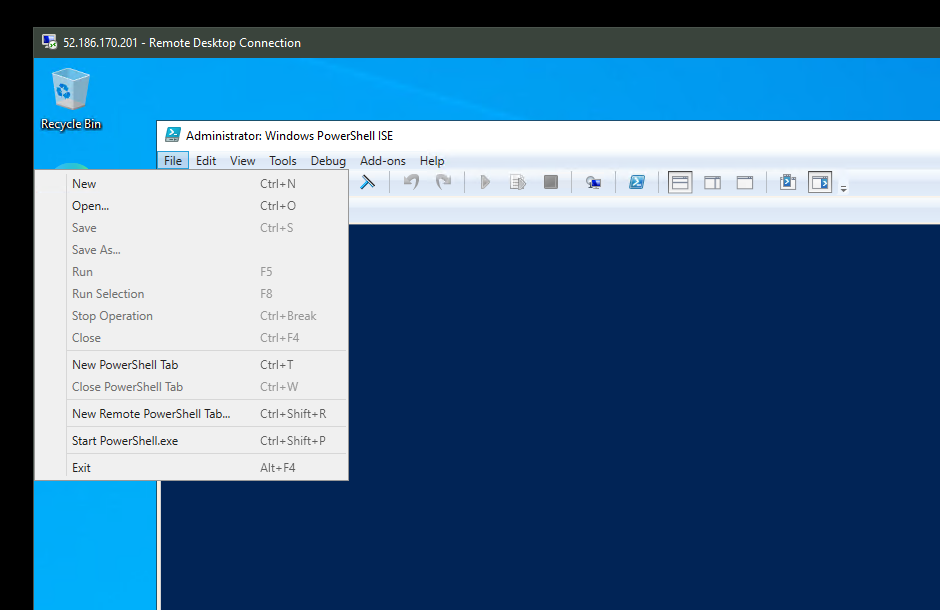 52.186.170.201 - Remote Desktop Connection
Recycle Bin
Administrator: Windows PowerShell ISE
File Edit View Tools Debug Add-ons Help
New Ctrl+N
Open... Ctrl+O
Save Ctrl+S
Save As...
Run F5
Run Selection F8
Stop Operation Ctrl+Break
Close Ctrl+F4
New PowerShell Tab Ctrl+T
Close PowerShell Tab Ctrl+W
New Remote PowerShell Tab... Ctrl+Shift+R
Start PowerShell.exe Ctrl+Shift+P
Exit Alt+F4